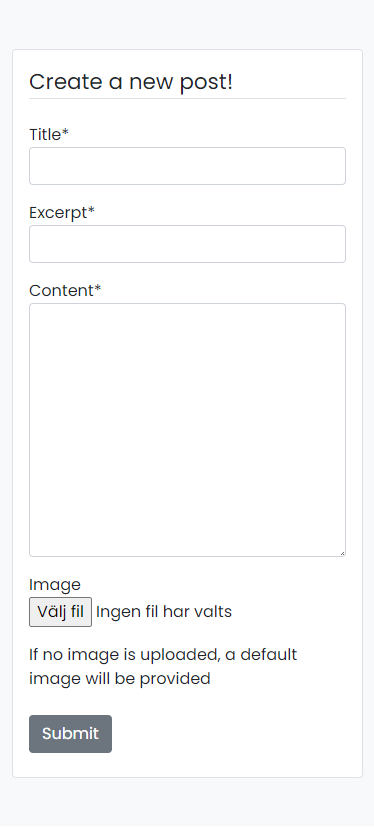 Create a new post!
Title*
Excerpt*
Content*
Image
Välj fil Ingen fil har valts
If no image is uploaded, a default
image will be provided
Submit